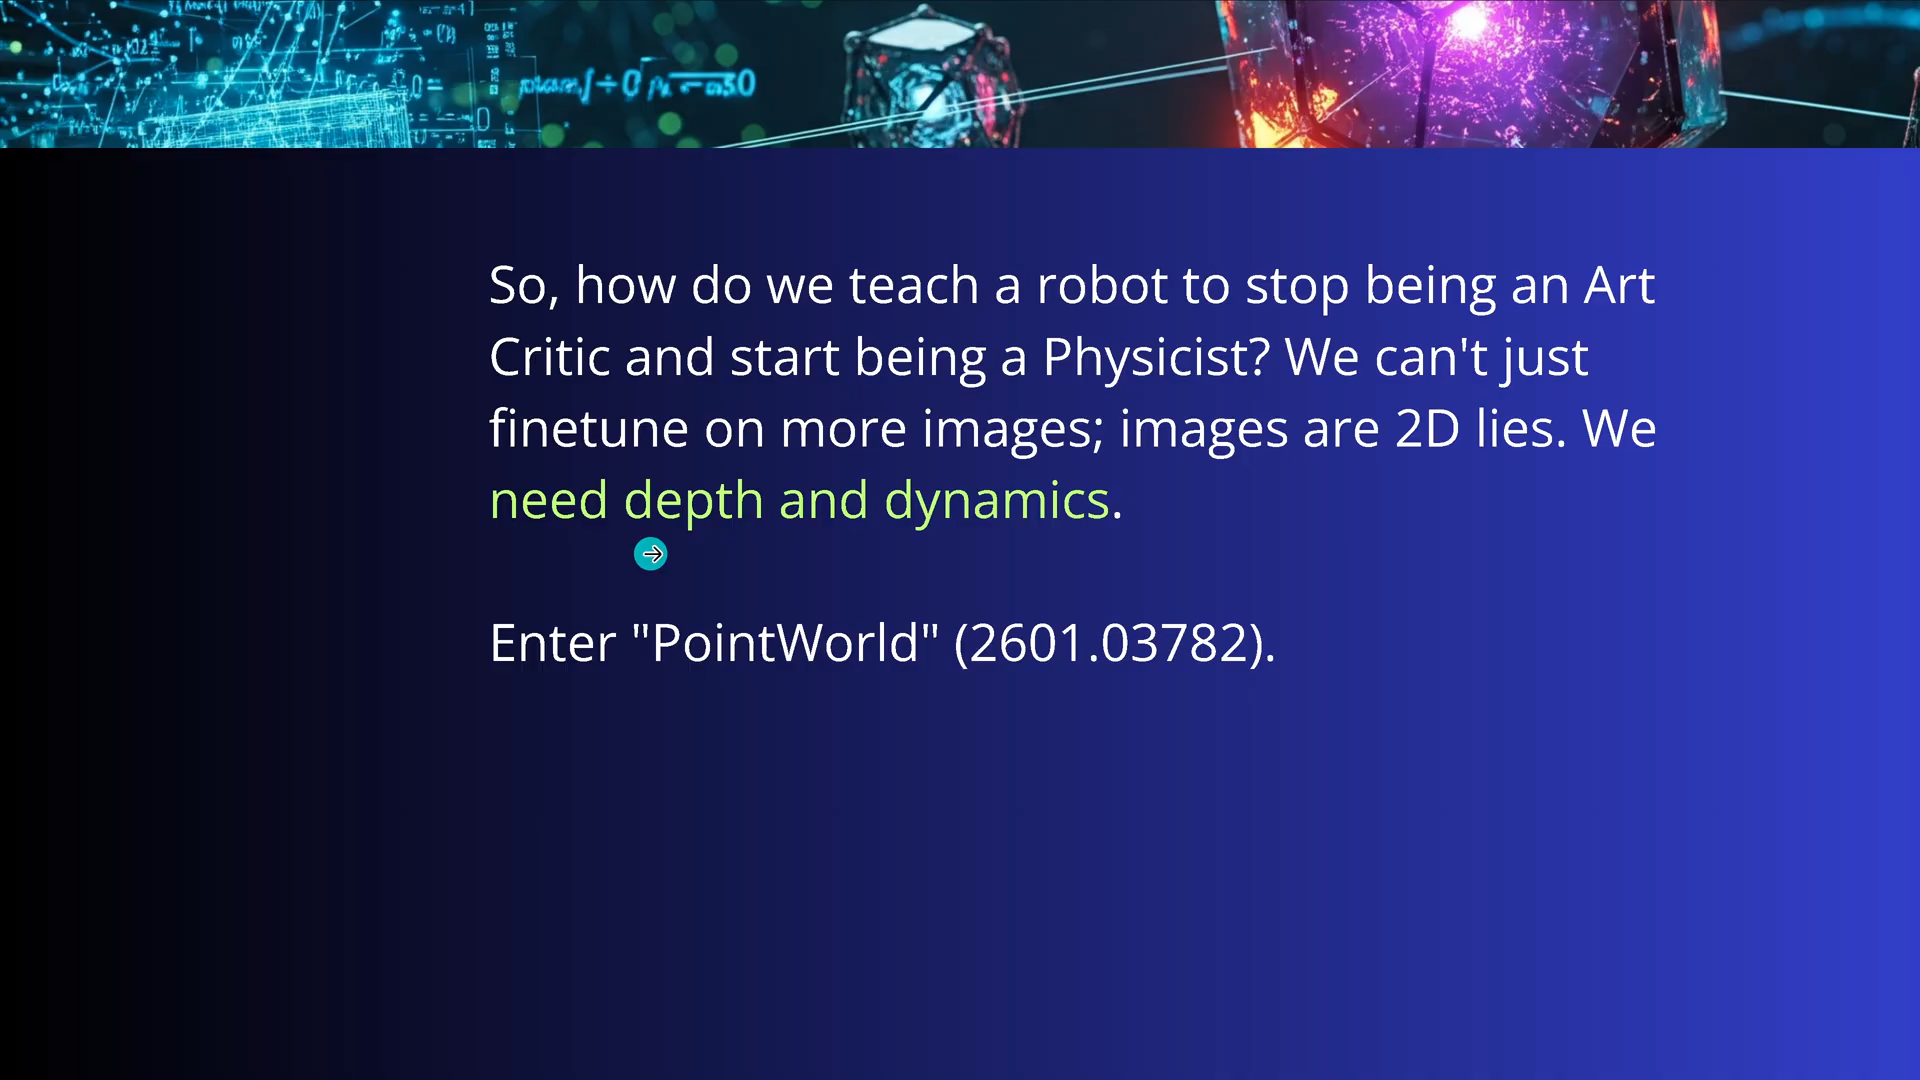 So, how do we teach a robot to stop being an Art
Critic and start being a Physicist? We can't just
finetune on more images; images are 2D lies. We
need depth and dynamics.
Enter "PointWorld" (2601.03782).